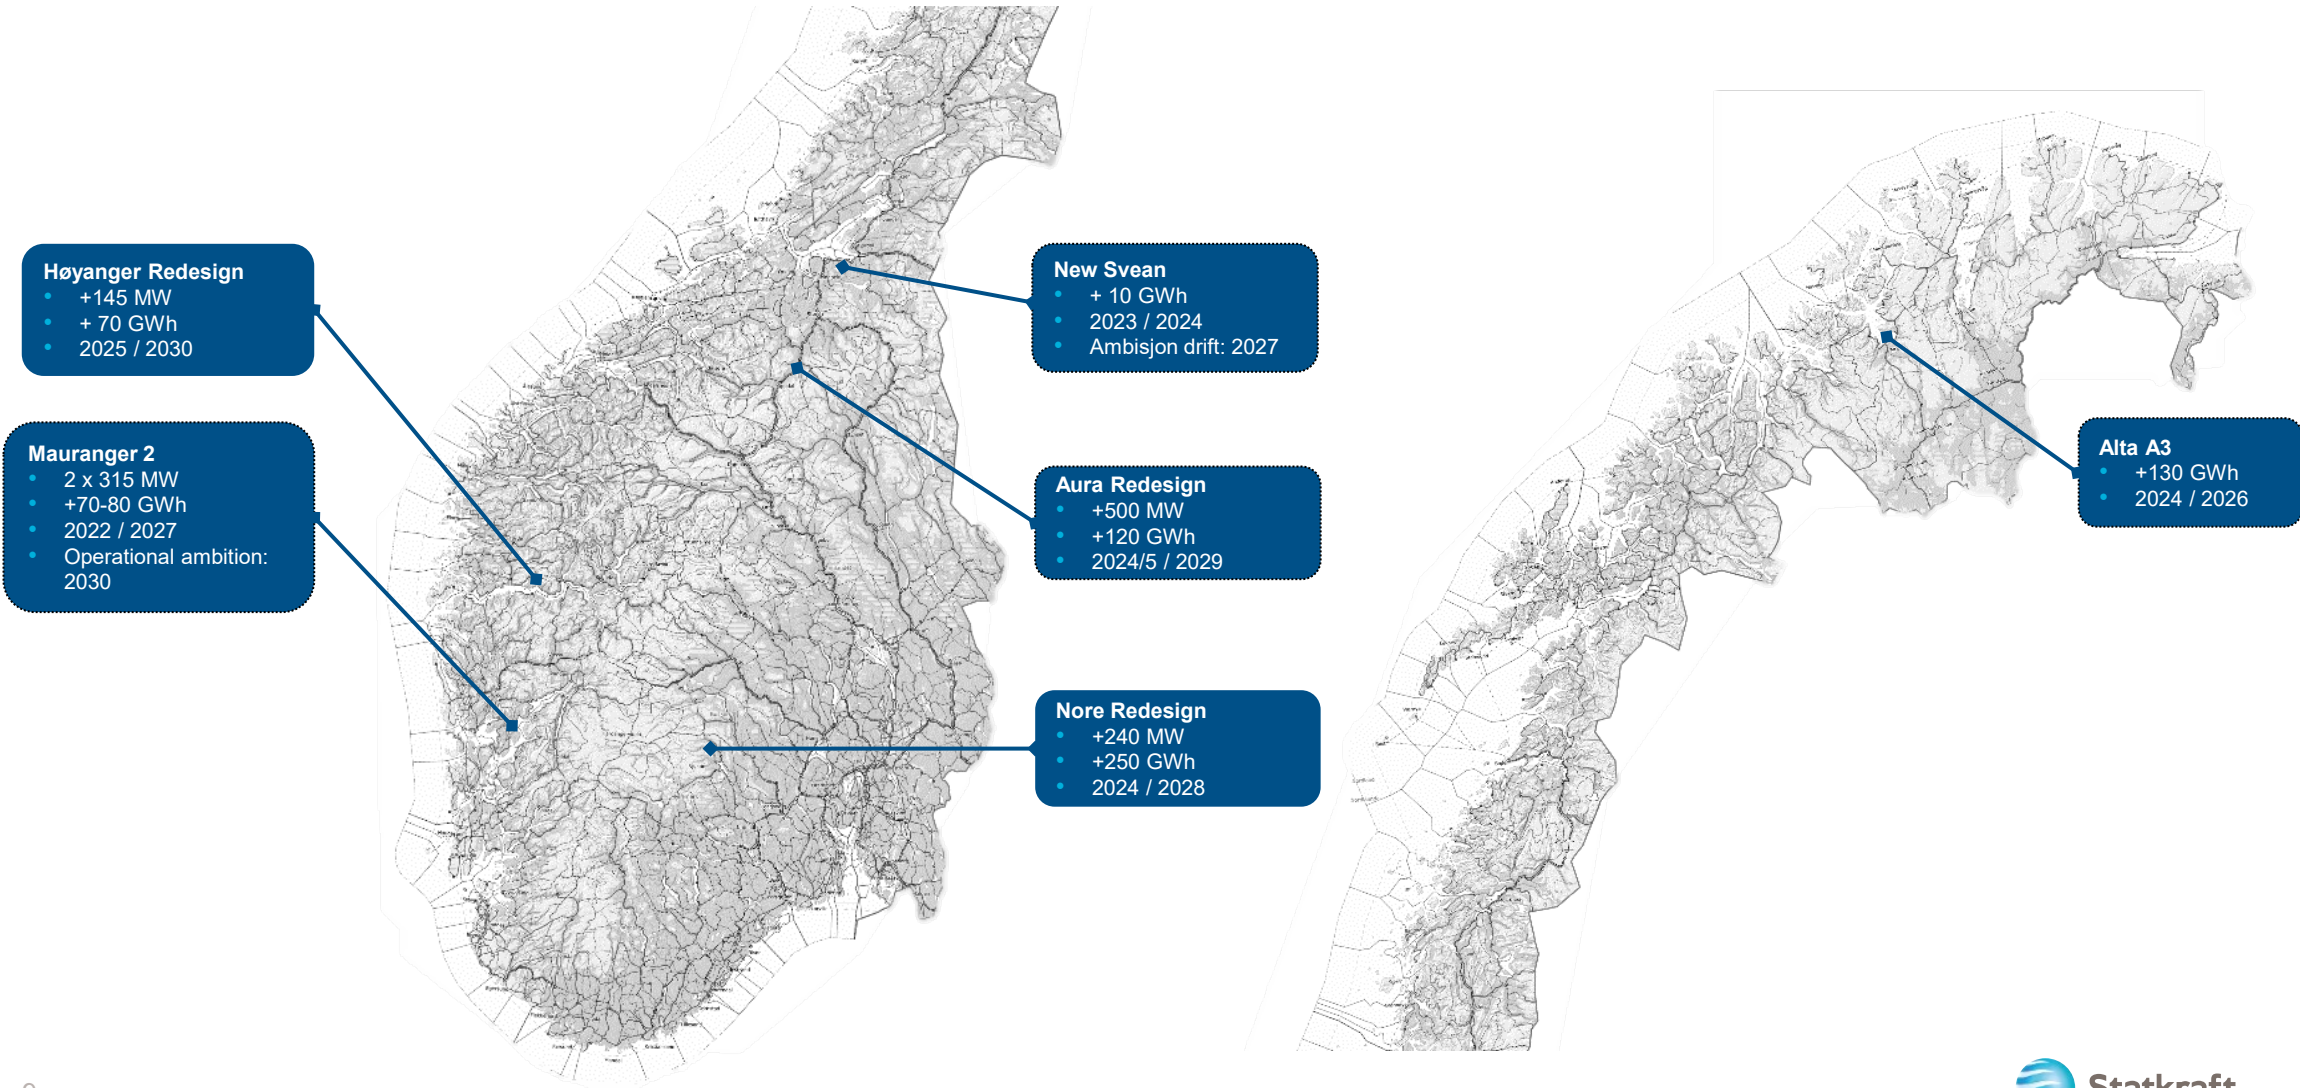 Høyanger Redesign
+145 MW
+ 70 GWh
2025 / 2030
Mauranger 2
2 x 315 MW
+70-80 GWh
2022 / 2027
Operational ambition:
2030
New Svean
+ 10 GWh
2023 / 2024
Ambisjon drift: 2027
Aura Redesign
+500 MW
+120 GWh
2024/5 / 2029
Nore Redesign
+240 MW
+250 GWh
2024 / 2028
Alta A3
+130 GWh
2024 / 2026
Statkraft